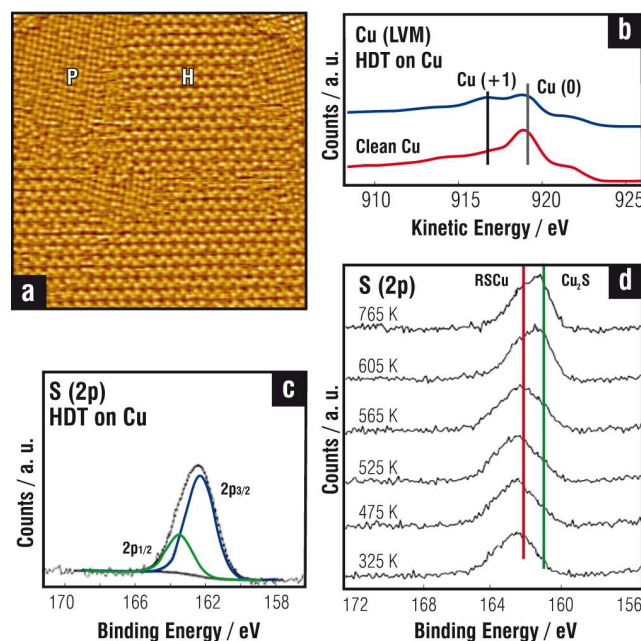 P
H
a
b
Cu (LVM)
HDT on Cu
Cu (+1)
Cu (0)
Clean Cu
Counts / a. u.
910 915 920 925
Kinetic Energy / eV
c
S (2p)
HDT on Cu
2p3/2
2p1/2
Counts / a. u.
170 166 162 158
Binding Energy / eV
d
S (2p)
RSCu
Cu₂S
765 K
605 K
565 K
525 K
475 K
325 K
Counts / a. u.
172 168 164 160 156
Binding Energy / eV